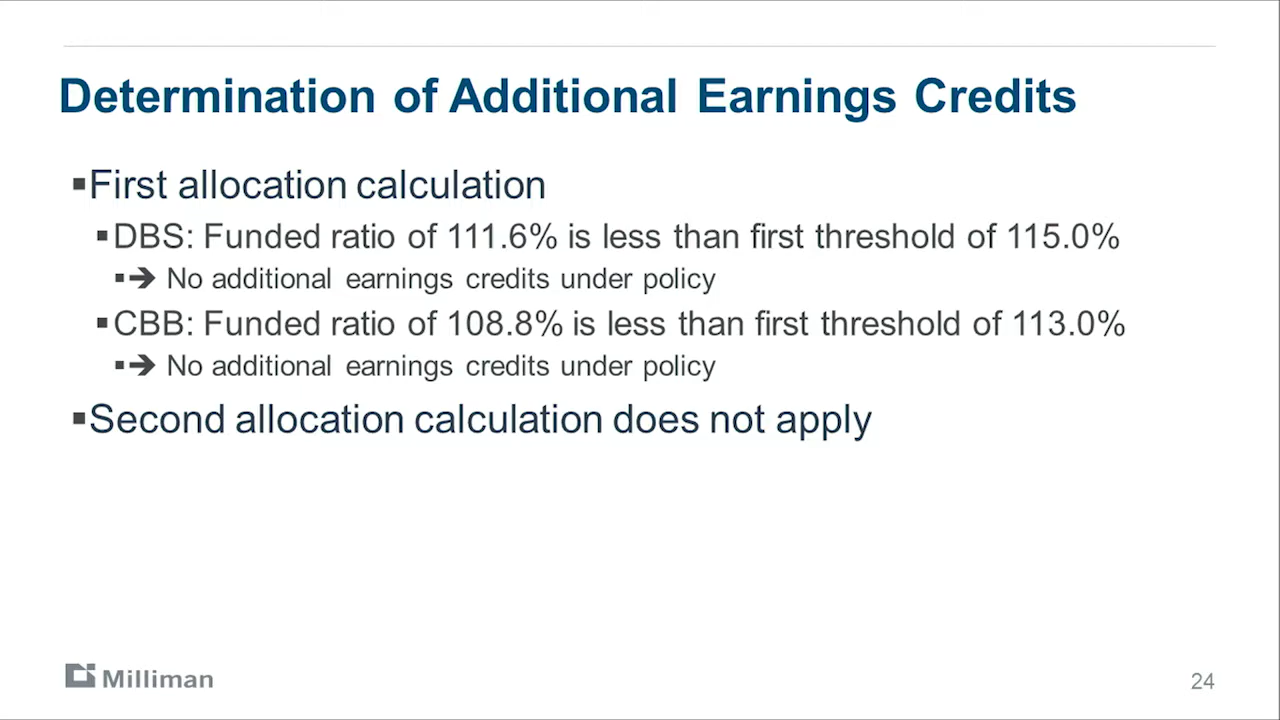 Determination of Additional Earnings Credits
▪First allocation calculation
▪DBS: Funded ratio of 111.6% is less than first threshold of 115.0%
▪➔ No additional earnings credits under policy
▪CBB: Funded ratio of 108.8% is less than first threshold of 113.0%
▪➔ No additional earnings credits under policy
▪Second allocation calculation does not apply
Milliman
24